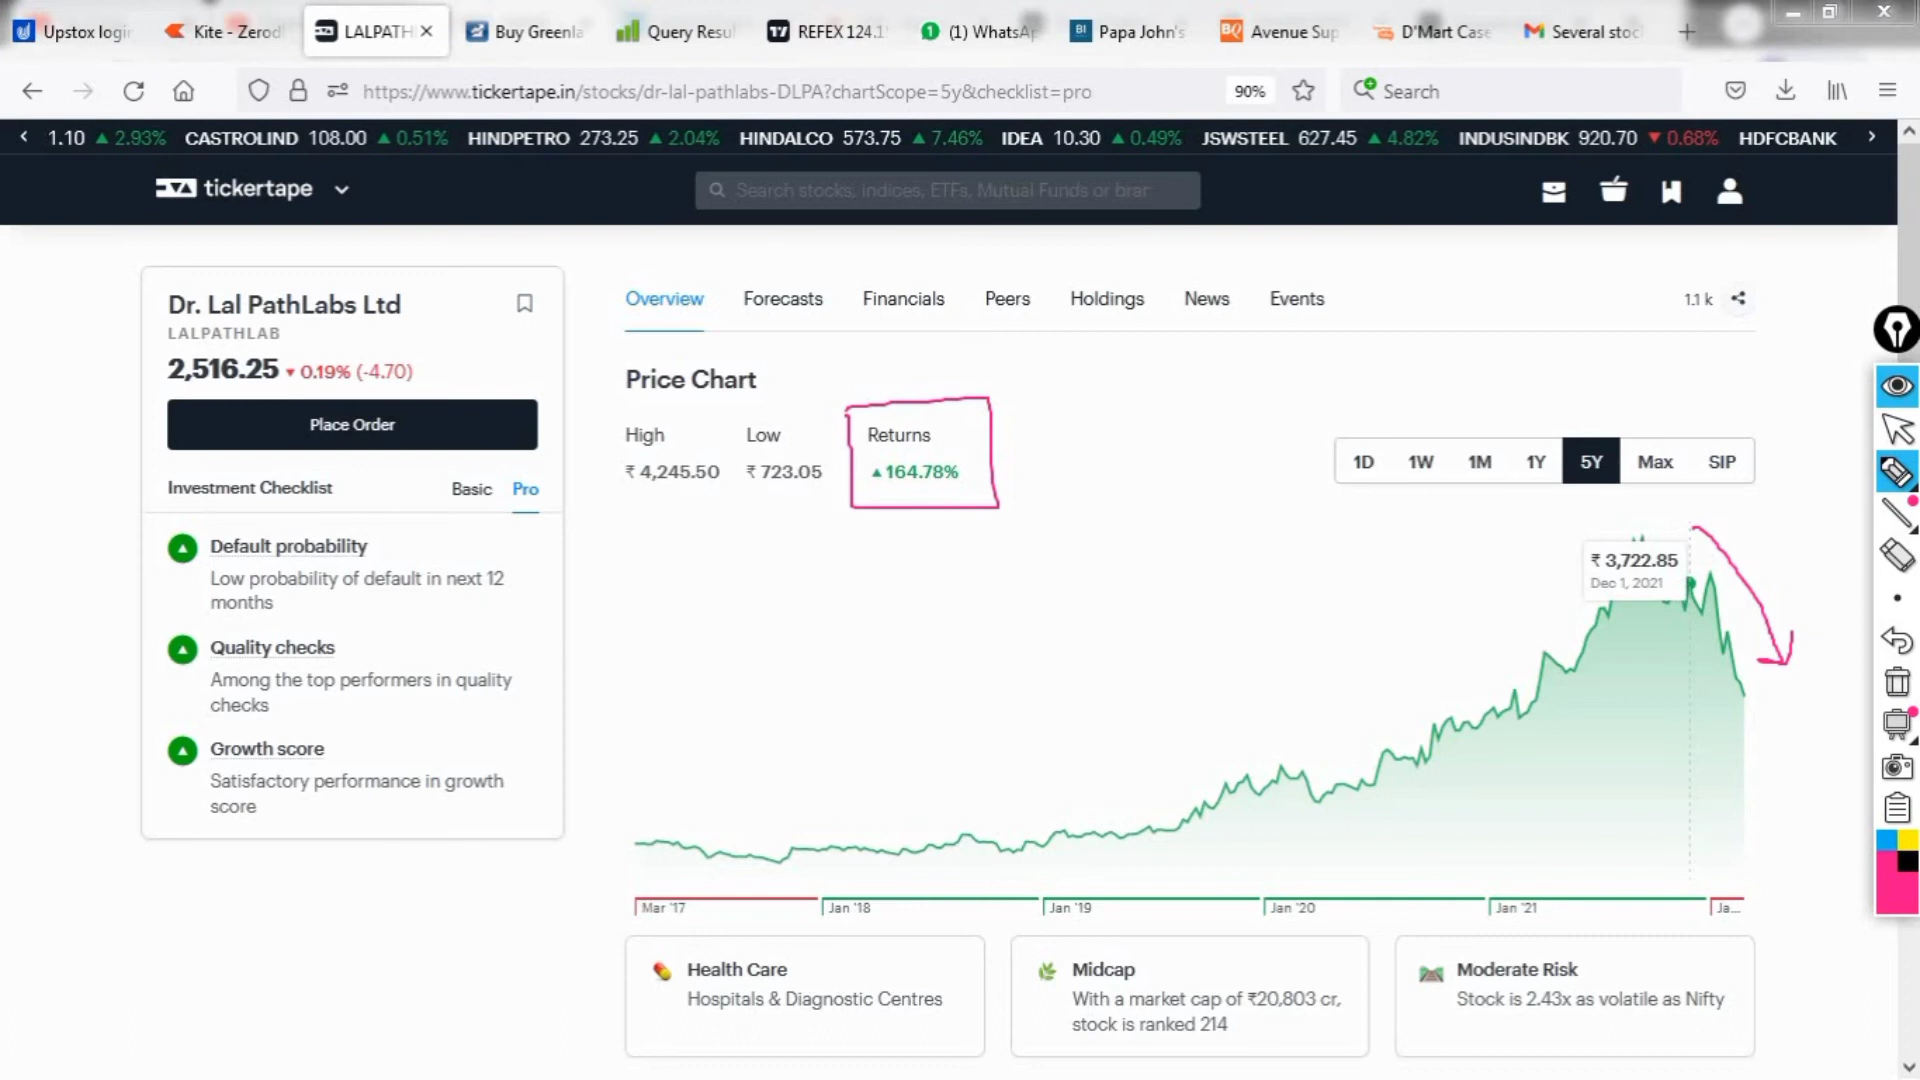 Upstox login
Kite - Zerod
LALPATH
Buy Greenla
Query Resu
REFEX 124.1
(1) WhatsAp
Papa John's
Avenue Sup
D'Mart Case
Several stoc
https://www.tickertape.in/stocks/dr-lal-pathlabs-DLPA?chartScope=5y&checklist=pro
90%
Search
1.10 ▲ 2.93% CASTROLIND 108.00 ▲ 0.51% HINDPETRO 273.25 ▲ 2.04% HINDALCO 573.75 ▲ 7.46% IDEA 10.30 ▲ 0.49% JSWSTEEL 627.45 ▲ 4.82% INDUSINDBK 920.70 ▼ 0.68% HDFCBANK
tickertape
Search stocks, indices, ETFs, Mutual Funds or brar
Dr. Lal PathLabs Ltd
LALPATHLAB
2,516.25 ▼ 0.19% (-4.70)
Place Order
Investment Checklist
Basic
Pro
Default probability
Low probability of default in next 12
months
Quality checks
Among the top performers in quality
checks
Growth score
Satisfactory performance in growth
score
Overview
Forecasts
Financials
Peers
Holdings
News
Events
1.1 k
Price Chart
High
Low
Returns
₹ 4,245.50
₹ 723.05
▲164.78%
1D
1W
1M
1Y
5Y
Max
SIP
₹ 3,722.85
Dec 1, 2021
Mar '17
Jan '18
Jan '19
Jan '20
Jan '21
Ja...
Health Care
Hospitals & Diagnostic Centres
Midcap
With a market cap of ₹20,803 cr,
stock is ranked 214
Moderate Risk
Stock is 2.43x as volatile as Nifty